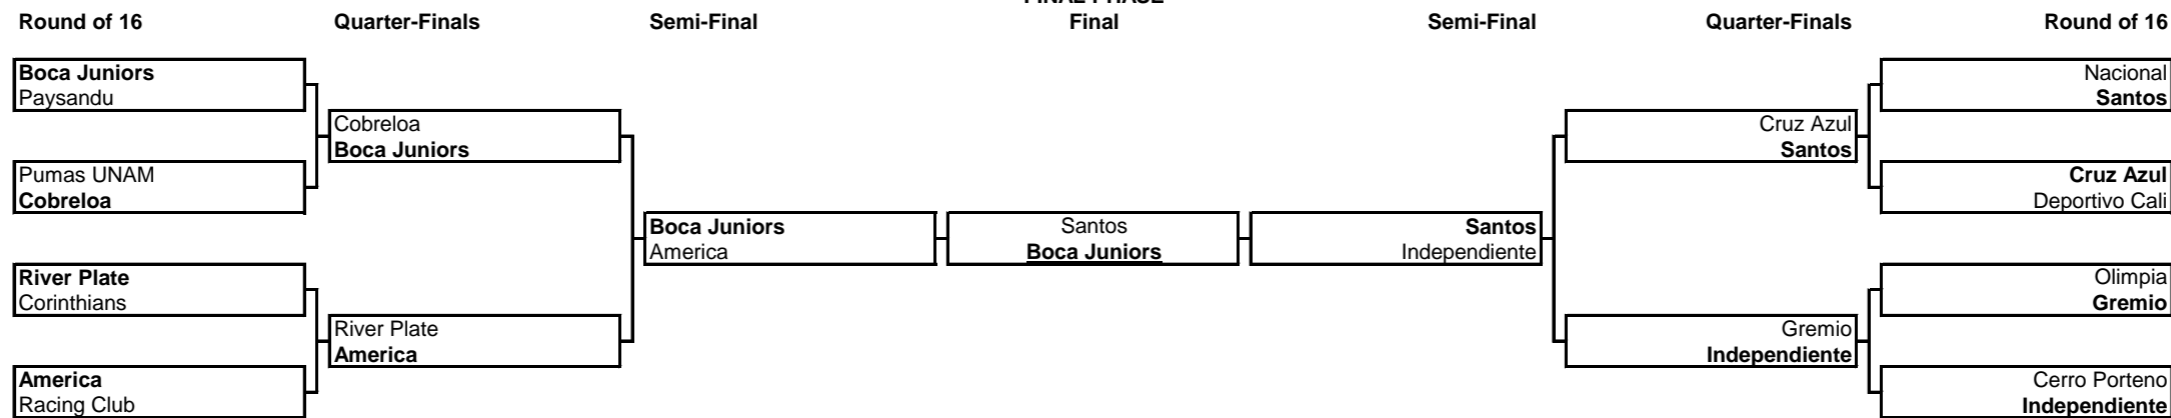 FINAL PHASE
Round of 16 Quarter-Finals Semi-Final Final Semi-Final Quarter-Finals Round of 16
Boca Juniors
Paysandu
Pumas UNAM
Cobreloa
River Plate
Corinthians
America
Racing Club
Cobreloa
Boca Juniors
River Plate
America
Boca Juniors
America
Santos
Boca Juniors
Santos
Independiente
Cruz Azul
Santos
Gremio
Independiente
Nacional
Santos
Cruz Azul
Deportivo Cali
Olimpia
Gremio
Cerro Porteno
Independiente